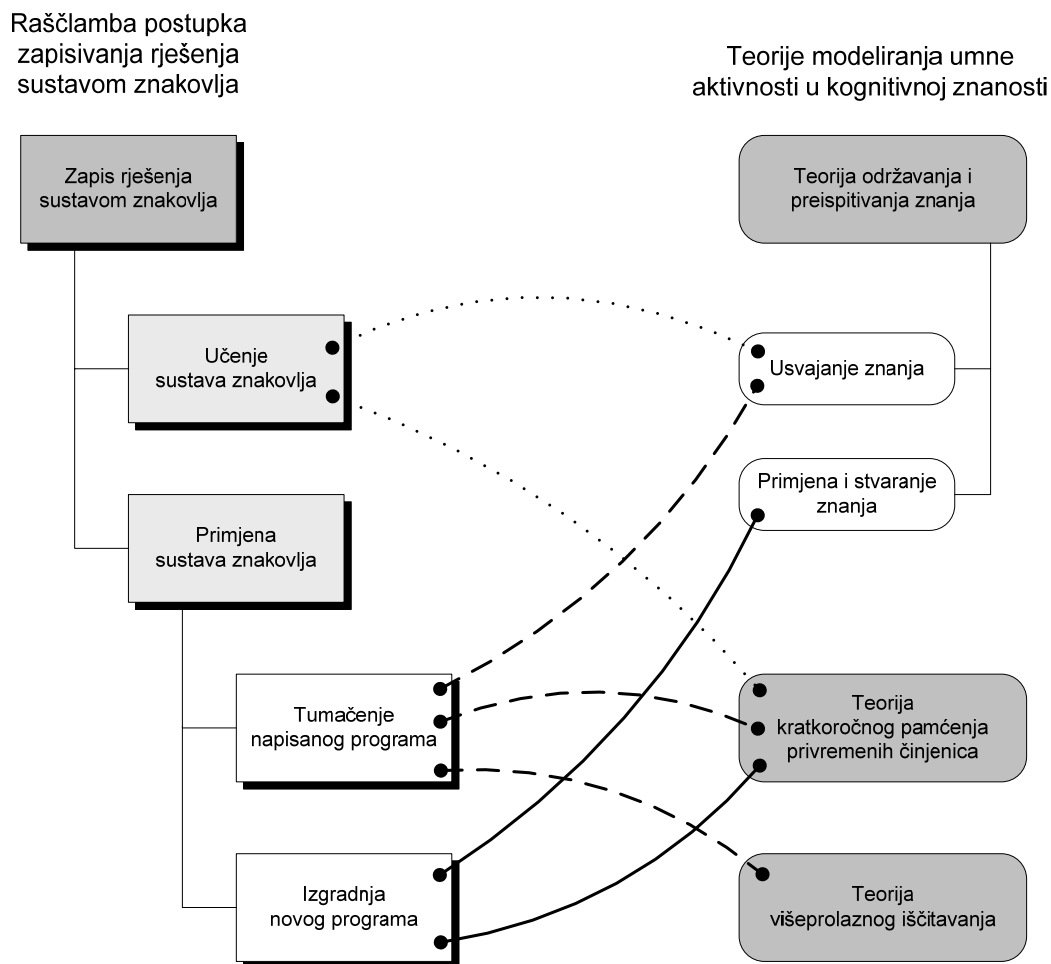 Raščlamba postupka
zapisivanja rješenja
sustavom znakovlja
Teorije modeliranja umne
aktivnosti u kognitivnoj znanosti
Zapis rješenja
sustavom znakovlja
Teorija održavanja i
preispitivanja znanja
Učenje
sustava znakovlja
Usvajanje znanja
Primjena i stvaranje
znanja
Primjena
sustava znakovlja
Tumačenje
napisanog programa
Teorija
kratkoročnog pamćenja
privremenih činjenica
Izgradnja
novog programa
Teorija
višeprolaznog iščitavanja